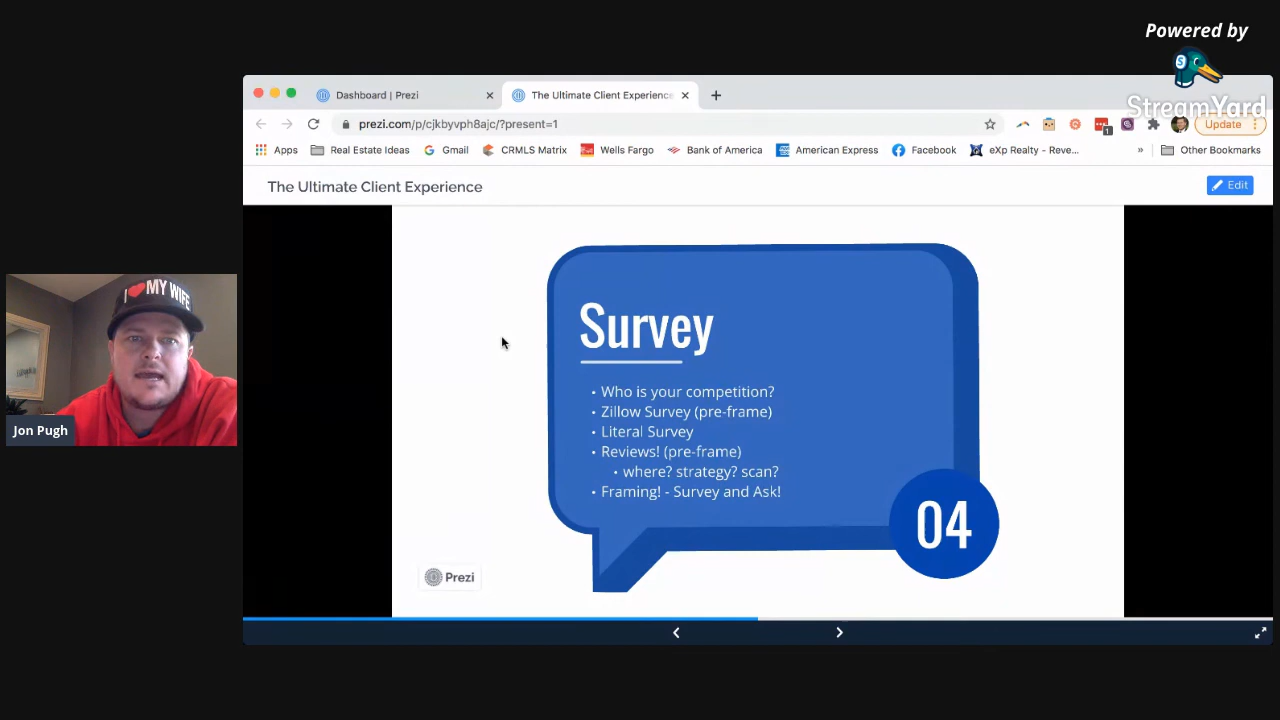 Powered by
StreamYard
Dashboard | Prezi
The Ultimate Client Experience
prezi.com/p/cjkbyvph8ajc/?present=1
Update
Apps
Real Estate Ideas
Gmail
CRMLS Matrix
Wells Fargo
Bank of America
American Express
Facebook
eXp Realty - Reve...
»
Other Bookmarks
The Ultimate Client Experience
Edit
I ❤ MY WIFE
Jon Pugh
Survey
• Who is your competition?
• Zillow Survey (pre-frame)
• Literal Survey
• Reviews! (pre-frame)
• where? strategy? scan?
• Framing! - Survey and Ask!
04
Prezi